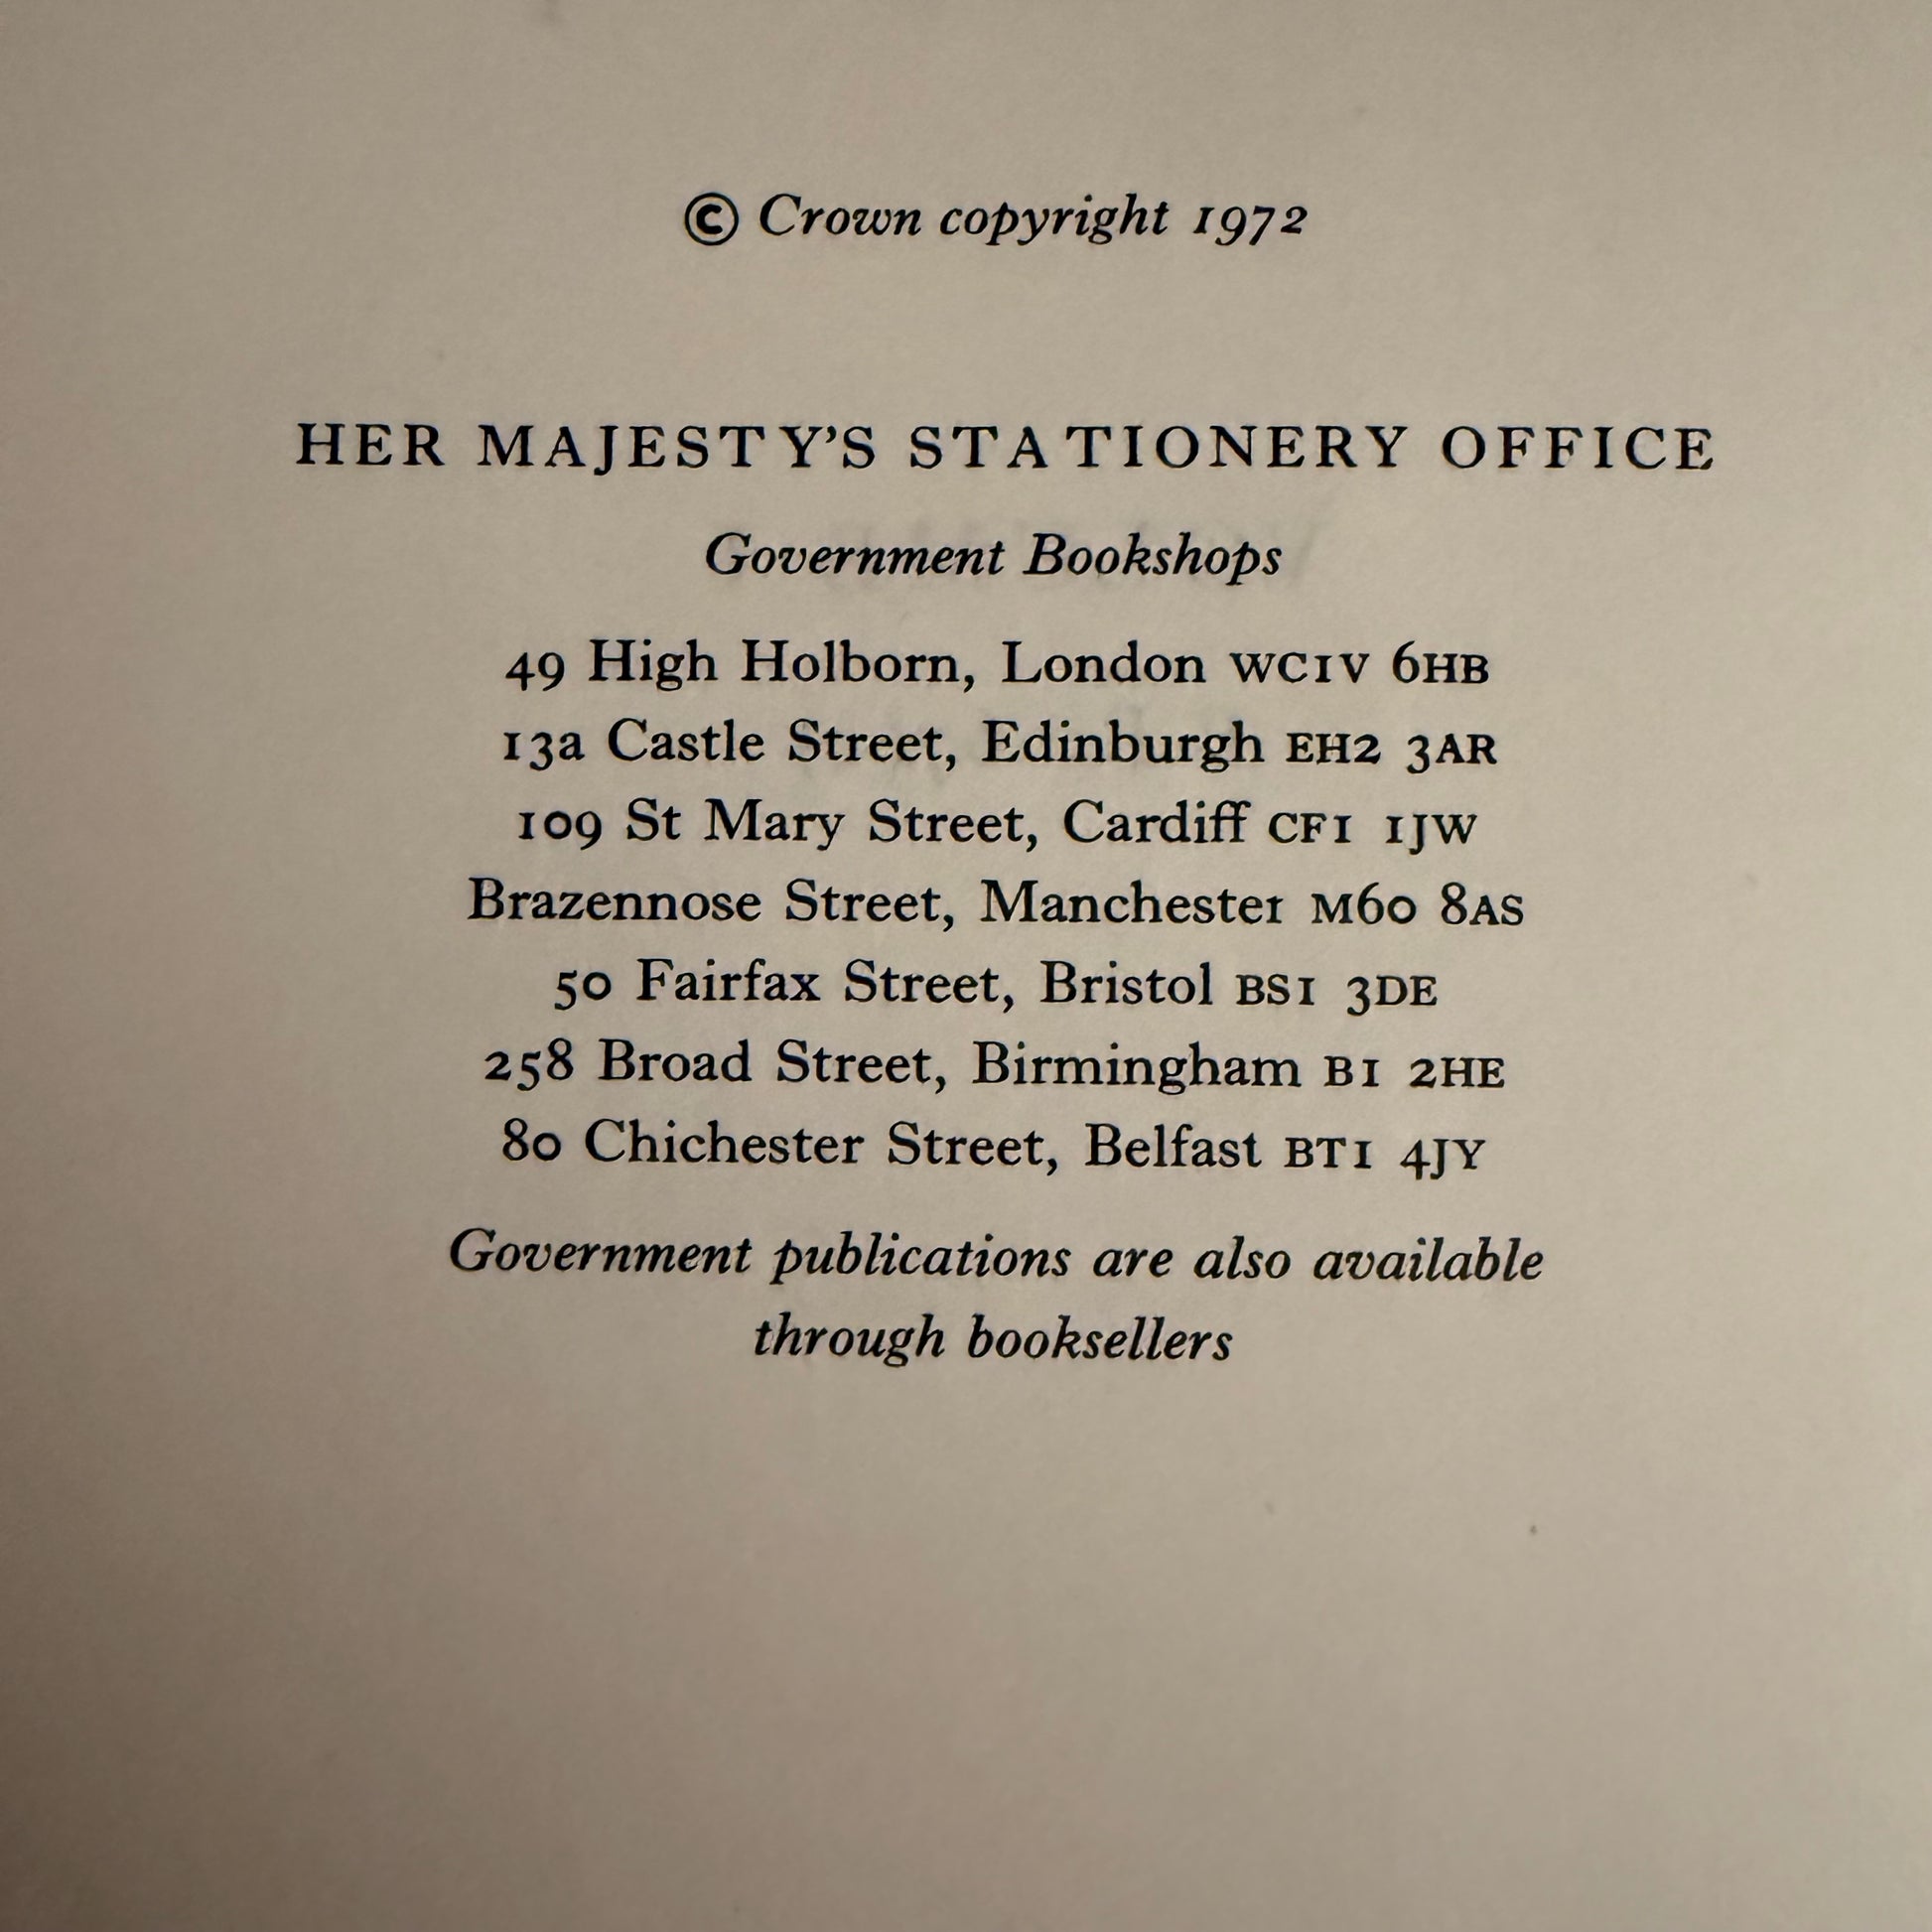 © Crown copyright 1972
HER MAJESTY’S STATIONERY OFFICE
Government Bookshops
49 High Holborn, London WC1V 6HB
13a Castle Street, Edinburgh EH2 3AR
109 St Mary Street, Cardiff CF1 1JW
Brazennose Street, Manchester M60 8AS
50 Fairfax Street, Bristol BS1 3DE
258 Broad Street, Birmingham B1 2HE
80 Chichester Street, Belfast BT1 4JY
Government publications are also available
through booksellers